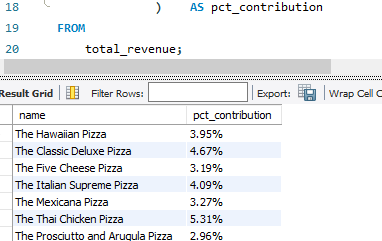 18 ) AS pct_contribution
19 FROM
20 total_revenue;
Result Grid Filter Rows: Export: Wrap Cell C
name pct_contribution
The Hawaiian Pizza 3.95%
The Classic Deluxe Pizza 4.67%
The Five Cheese Pizza 3.19%
The Italian Supreme Pizza 4.09%
The Mexicana Pizza 3.27%
The Thai Chicken Pizza 5.31%
The Prosciutto and Arugula Pizza 2.96%